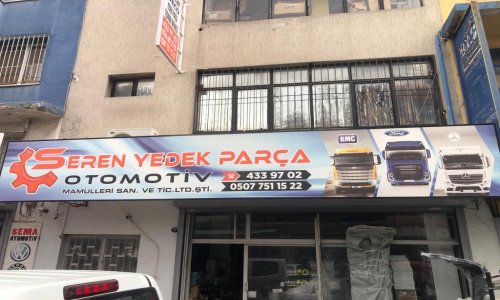 SEREN YEDEK PARÇA
OTOMOTİV
MAMULLERİ SAN. VE TİC.LTD.ŞTİ.
433 97 02
0507 751 15 22
BMC
Ford
SEMA
OTOMOTİV